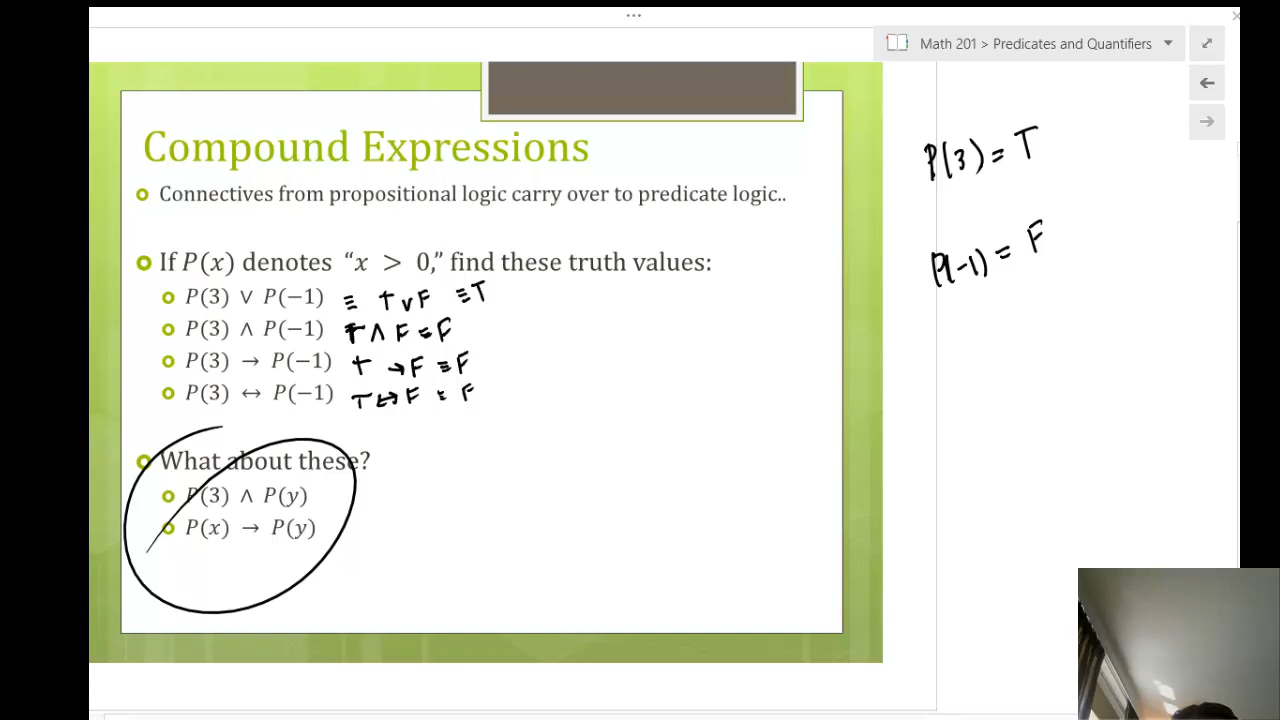 Math 201 > Predicates and Quantifiers
Compound Expressions
Connectives from propositional logic carry over to predicate logic..
If P(x) denotes “x > 0,” find these truth values:
P(3) ∨ P(−1) ≡ T ∨ F ≡ T
P(3) ∧ P(−1) T ∧ F ≡ F
P(3) → P(−1) T → F ≡ F
P(3) ↔ P(−1) T ↔ F ≡ F
What about these?
P(3) ∧ P(y)
P(x) → P(y)
P(3) = T
P(-1) = F